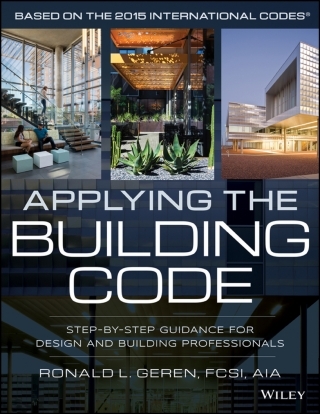 BASED ON THE 2015 INTERNATIONAL CODES®
APPLYING THE
BUILDING
CODE
STEP-BY-STEP GUIDANCE FOR
DESIGN AND BUILDING PROFESSIONALS
RONALD L. GEREN, FCSI, AIA
WILEY